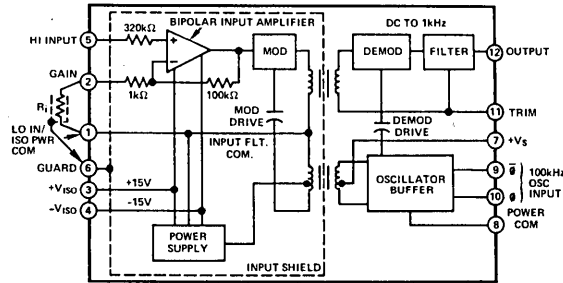 BIPOLAR INPUT AMPLIFIER
DC TO 1kHz
HI INPUT 5
320kΩ
+
−
MOD
DEMOD
FILTER
12 OUTPUT
GAIN
2
1kΩ
100kΩ
Ri
MOD
DRIVE
DEMOD
DRIVE
11
TRIM
LO IN/
ISO PWR
COM
1
INPUT FLT.
COM.
7 +VS
GUARD
6
+VISO 3
+15V
−VISO 4
-15V
OSCILLATOR
BUFFER
9 φ̅
10 φ
100kHz
OSC
INPUT
POWER
COM
8
POWER
SUPPLY
INPUT SHIELD